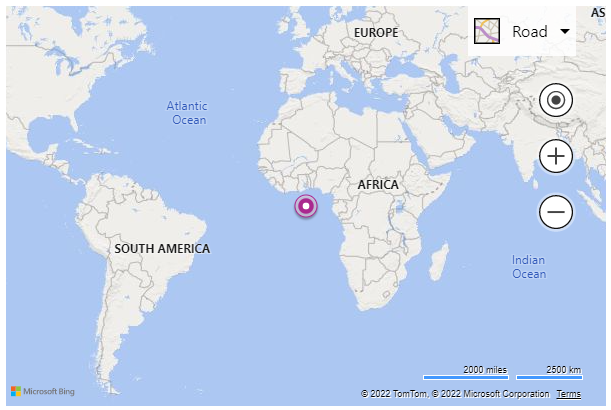 AS
EUROPE
Road
Atlantic
Ocean
AFRICA
SOUTH AMERICA
Indian
Ocean
2000 miles
2500 km
Microsoft Bing
© 2022 TomTom, © 2022 Microsoft Corporation Terms